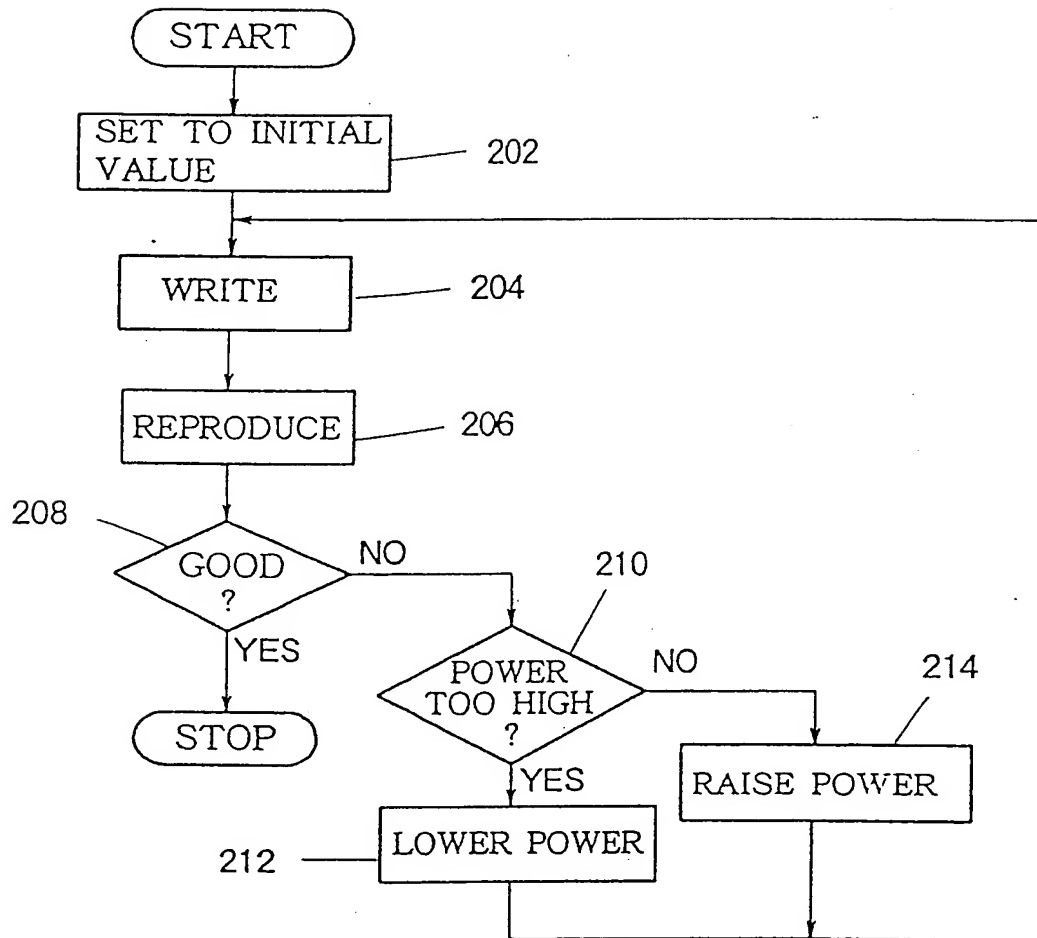 START
SET TO INITIAL
VALUE
202
WRITE
204
REPRODUCE
206
208
GOOD
?
NO
YES
STOP
210
POWER
TOO HIGH
?
NO
YES
214
RAISE POWER
LOWER POWER
212